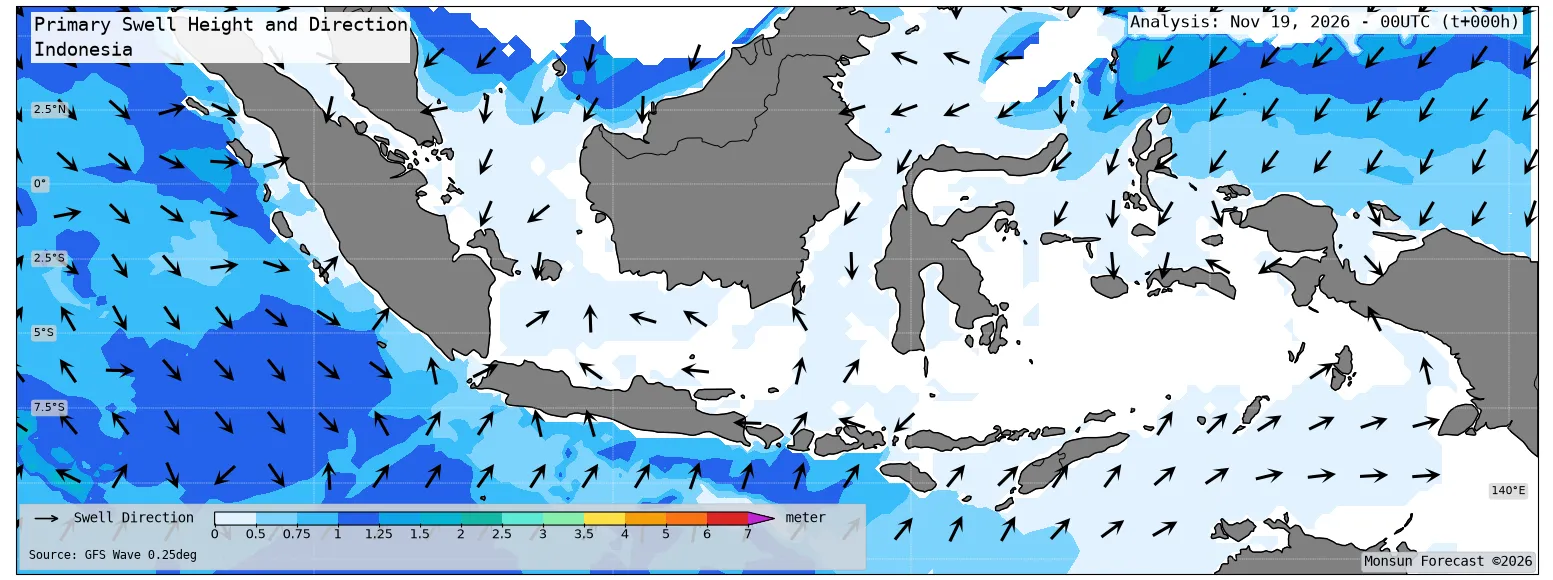 Primary Swell Height and Direction
Indonesia
Analysis: Nov 19, 2026 - 00UTC (t+000h)
2.5°N
0°
2.5°S
5°S
7.5°S
140°E
Swell Direction
0 0.5 0.75 1 1.25 1.5 2 2.5 3 3.5 4 5 6 7
meter
Source: GFS Wave 0.25deg
Monsun Forecast ©2026